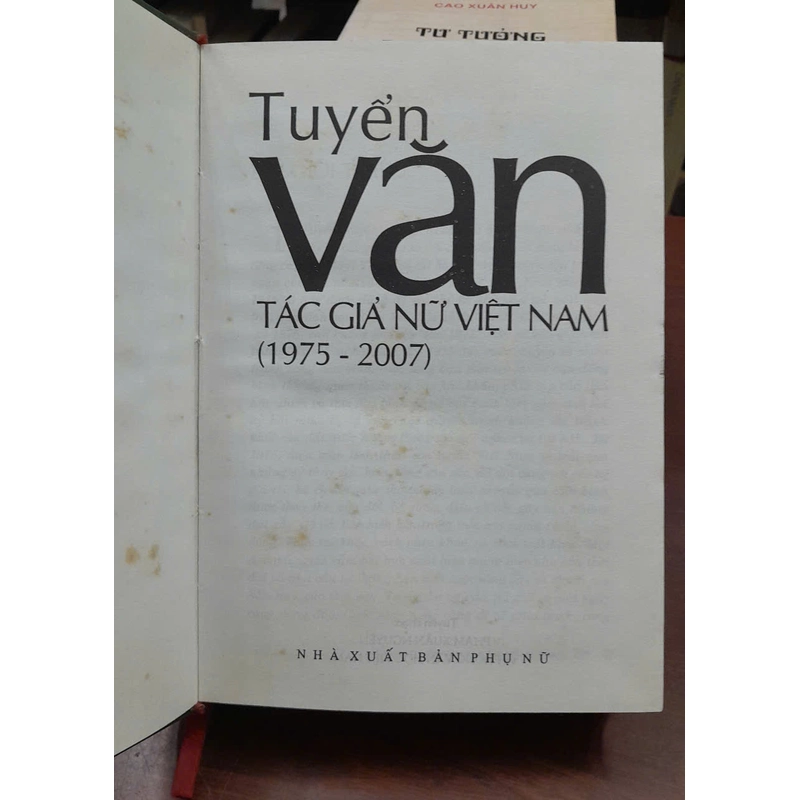 CAO XUÂN HUY
TƯ TƯỞNG
Tuyển
văn
TÁC GIẢ NỮ VIỆT NAM
(1975 - 2007)
NHÀ XUẤT BẢN PHỤ NỮ